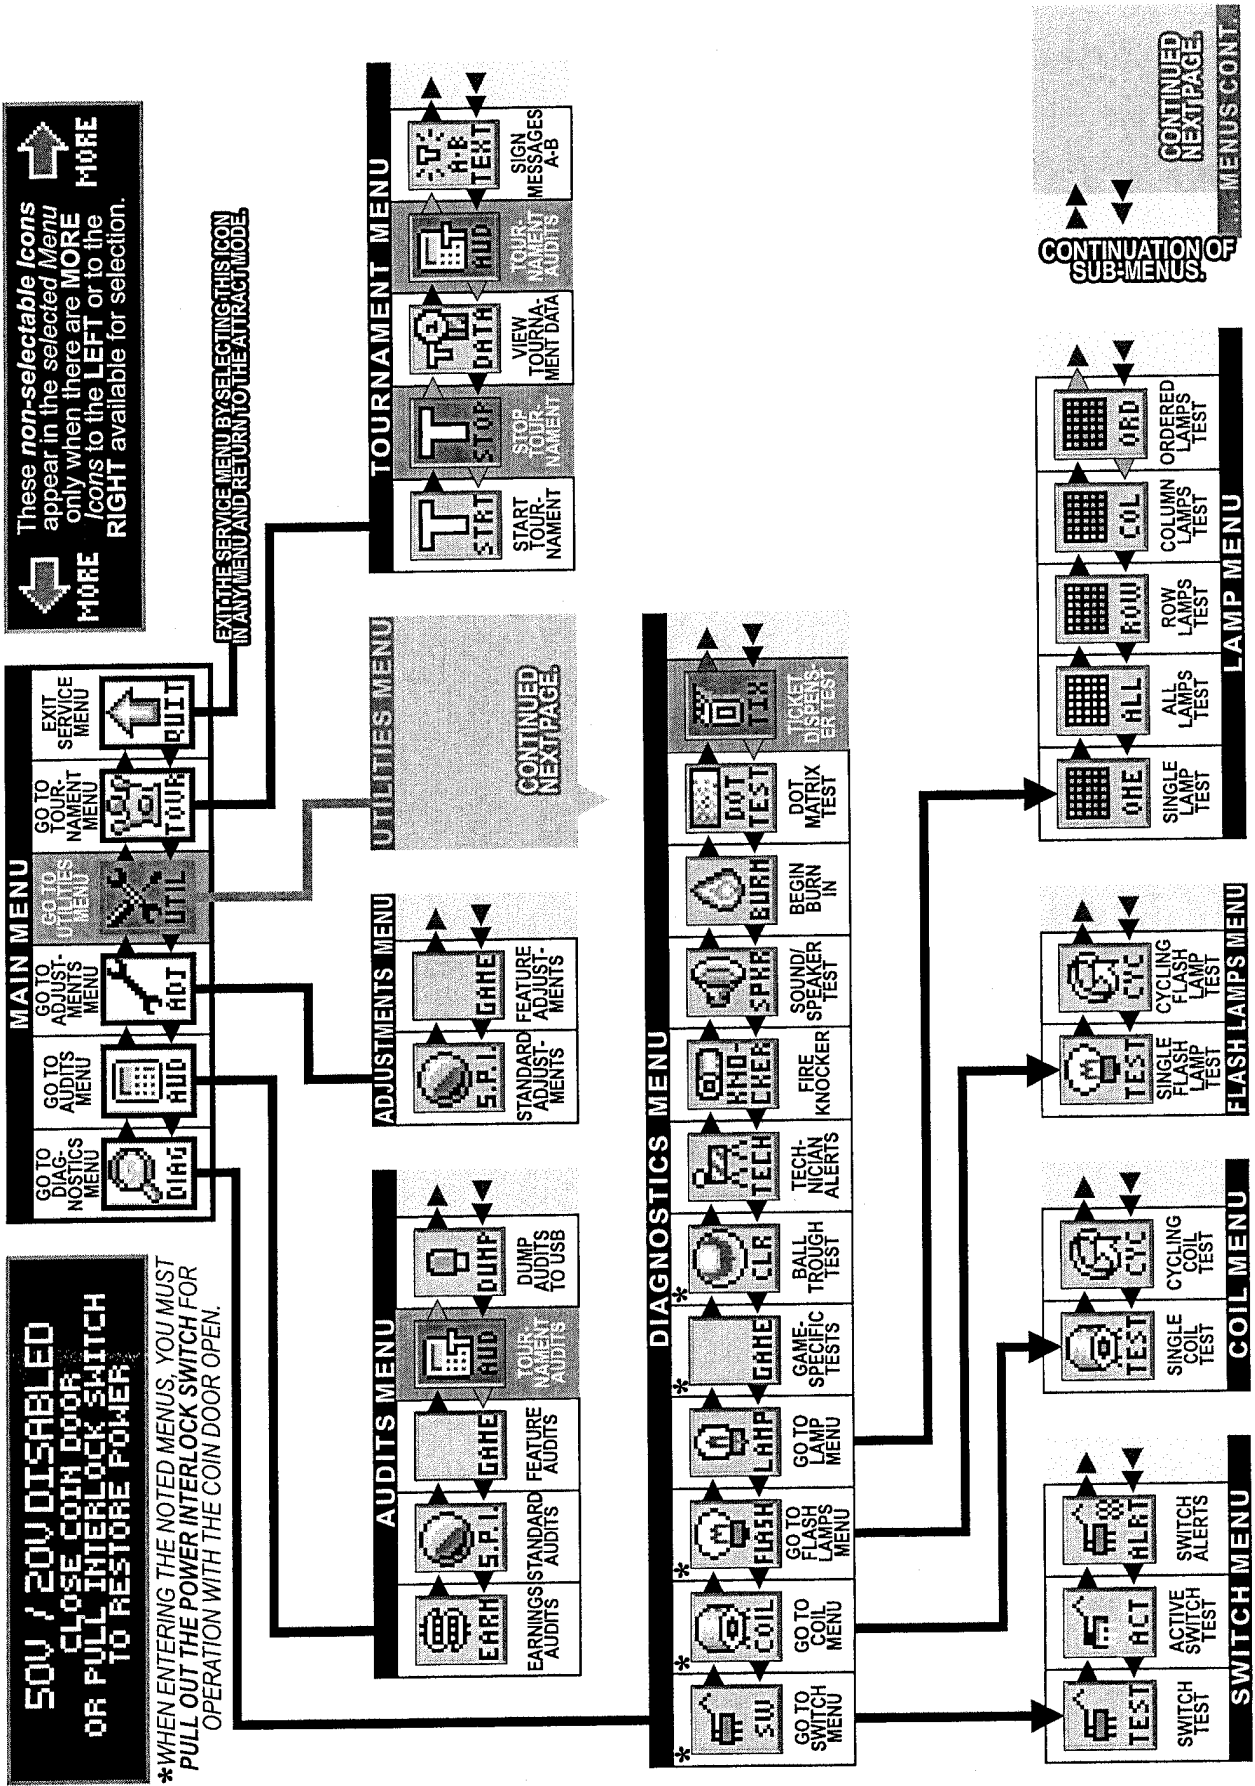 50V / 20V DISABLED
CLOSE COIN DOOR
OR PULL INTERLOCK SWITCH
TO RESTORE POWER
*WHEN ENTERING THE NOTED MENUS, YOU MUST
PULL OUT THE POWER INTERLOCK SWITCH FOR
OPERATION WITH THE COIN DOOR OPEN.
MAIN MENU
GO TO
DIAG-
NOSTICS
MENU
DIAG
GO TO
AUDITS
MENU
AUD
GO TO
ADJUST-
MENTS
MENU
ADJ
GO TO
UTILITIES
MENU
UTIL
GO TO
TOUR-
NAMENT
MENU
TOUR
EXIT
SERVICE
MENU
QUIT
MORE
These non-selectable Icons
appear in the selected Menu
only when there are MORE
Icons to the LEFT or to the
RIGHT available for selection.
MORE
EXIT THE SERVICE MENU BY SELECTING THIS ICON
IN ANY MENU AND RETURN TO THE ATTRACT MODE.
AUDITS MENU
EARN
EARNINGS
AUDITS
S.P.I.
STANDARD
AUDITS
GAME
FEATURE
AUDITS
AUD
TOUR-
NAMENT
AUDITS
DUMP
DUMP
AUDITS
TO USB
ADJUSTMENTS MENU
S.P.I.
STANDARD
ADJUST-
MENTS
GAME
FEATURE
ADJUST-
MENTS
UTILITIES MENU
CONTINUED
NEXT PAGE.
TOURNAMENT MENU
STRT
START
TOUR-
NAMENT
STOP
STOP
TOUR-
NAMENT
DATA
VIEW
TOURNA-
MENT DATA
AUD
TOUR-
NAMENT
AUDITS
A-B
TEXT
SIGN
MESSAGES
A-B
DIAGNOSTICS MENU
*
SW
GO TO
SWITCH
MENU
*
COIL
GO TO
COIL
MENU
*
FLASH
GO TO
FLASH
LAMPS
MENU
LAMP
GO TO
LAMP
MENU
*
GAME
GAME-
SPECIFIC
TESTS
*
CLR
BALL
TROUGH
TEST
TECH
TECH-
NICIAN
ALERTS
KNO-
CKER
FIRE
KNOCKER
SPKR
SOUND/
SPEAKER
TEST
BURN
BEGIN
BURN
IN
DOT
TEST
DOT
MATRIX
TEST
TIX
TICKET
DISPENS-
ER TEST
TEST
SWITCH
TEST
ACT
ACTIVE
SWITCH
TEST
ALRT
SWITCH
ALERTS
SWITCH MENU
TEST
SINGLE
COIL
TEST
CYC
CYCLING
COIL
TEST
COIL MENU
TEST
SINGLE
FLASH
LAMP
TEST
CYC
CYCLING
FLASH
LAMP
TEST
FLASH LAMPS MENU
ONE
SINGLE
LAMP
TEST
ALL
ALL
LAMPS
TEST
ROW
ROW
LAMPS
TEST
COL
COLUMN
LAMPS
TEST
ORD
ORDERED
LAMPS
TEST
LAMP MENU
CONTINUATION OF
SUB-MENUS.
CONTINUED
NEXT PAGE.
... MENUS CONT...